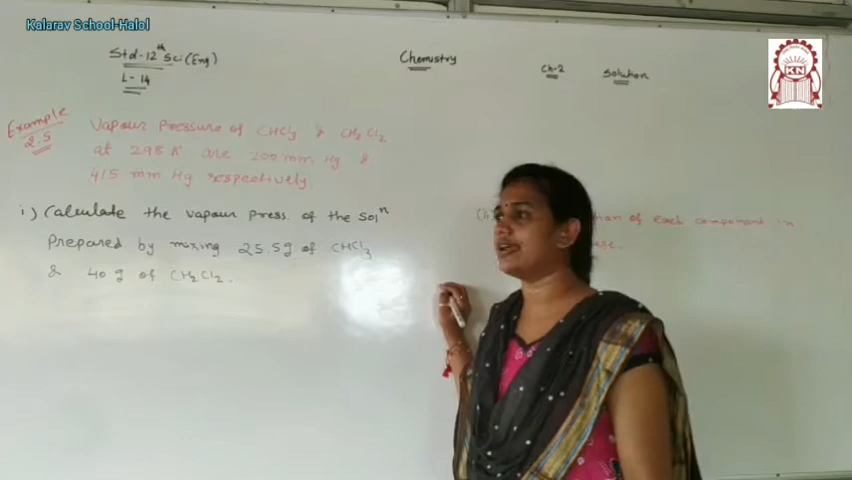 Kalarav School-Halol
Std-12th Sci (Eng)
L-14
Chemistry
Ch-2
Solution
KN
Example
2.5
Vapour Pressure of CHCl3 & CH2Cl2
at 298 K are 200 mm Hg &
415 mm Hg respectively
i) Calculate the vapour press. of the soln
Prepared by mixing 25.5g of CHCl3
& 40 g of CH2Cl2.
of each component in